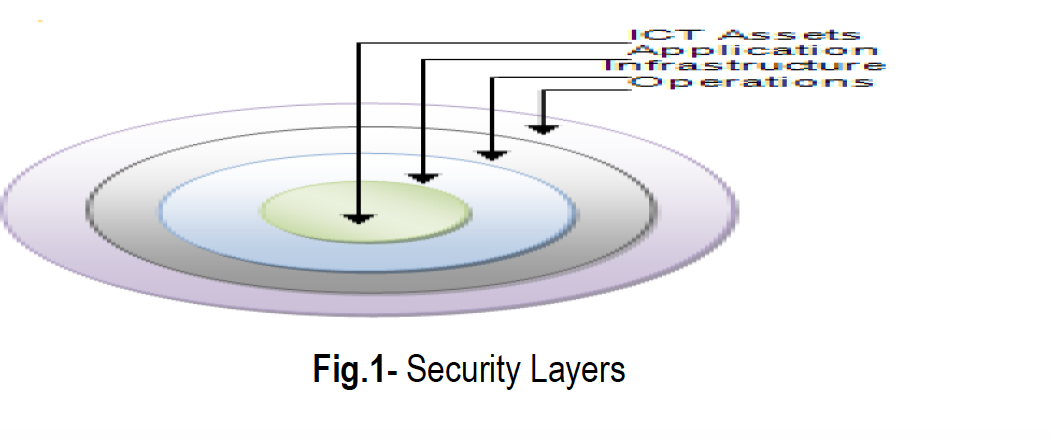 ICT Assets
Application
Infrastructure
Operations
Fig.1- Security Layers